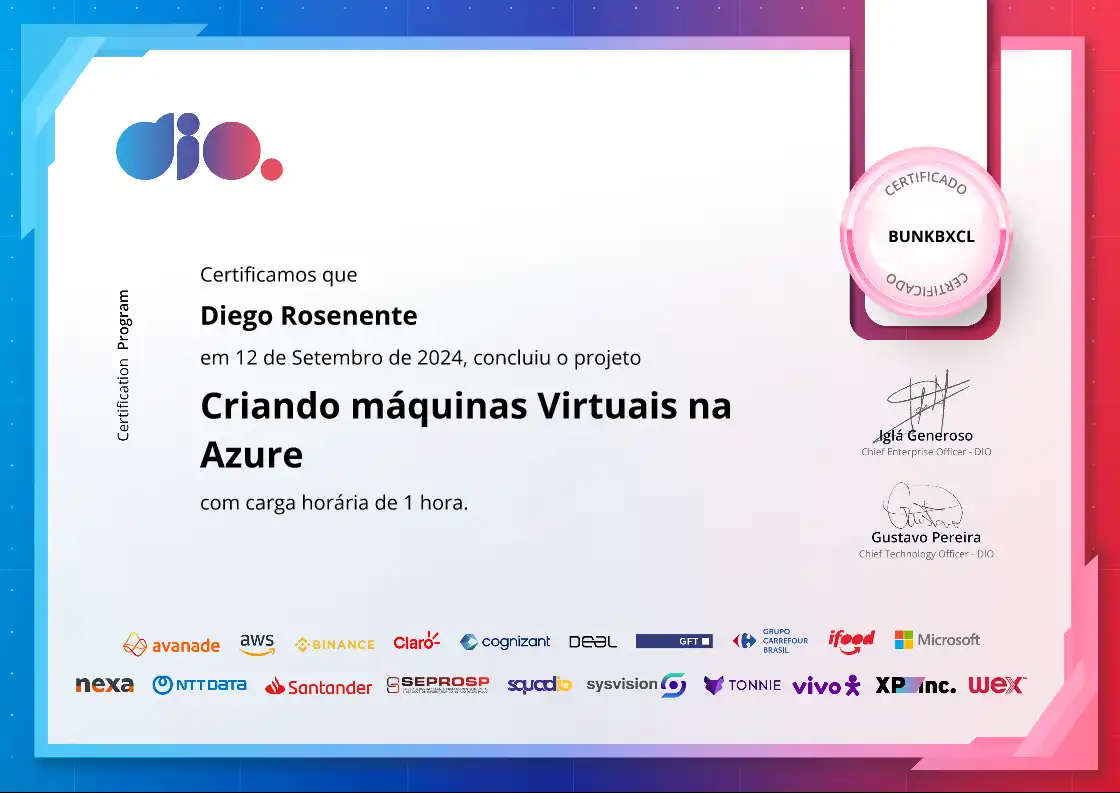 dio.
CERTIFICADO
BUNKBXCL
CERTIFICADO
Certification Program
Certificamos que
Diego Rosenente
em 12 de Setembro de 2024, concluiu o projeto
Criando máquinas Virtuais na
Azure
com carga horária de 1 hora.
Iglá Generoso
Chief Enterprise Officer - DIO
Gustavo Pereira
Chief Technology Officer - DIO
avanade aws BINANCE Claro cognizant DEAL GFT GRUPO CARREFOUR BRASIL ifood Microsoft
nexa NTT DATA Santander SEPROSP squadio sysvision TONNIE vivo XP inc. wex